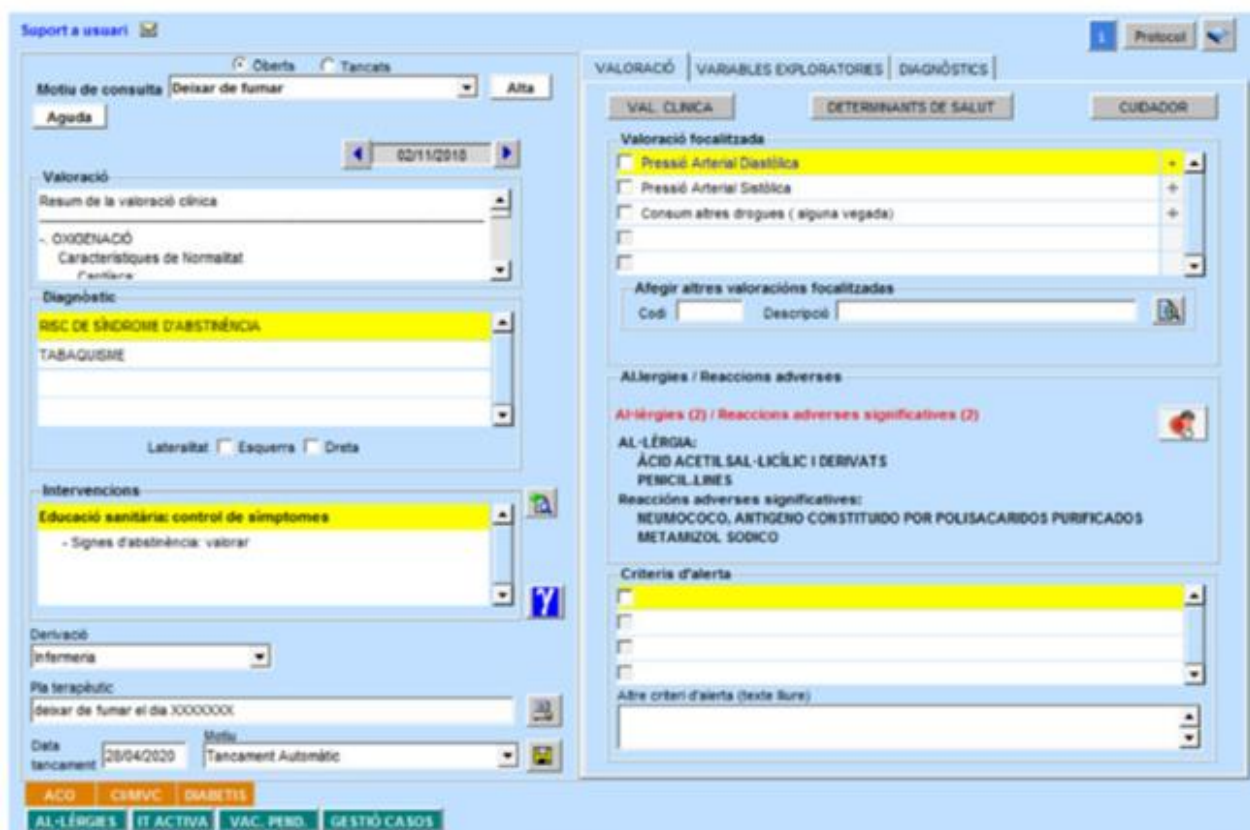 Suport a usuari
Oberts Tancats
Motiu de consulta Deixar de fumar Alta
Aguda
02/11/2018
Valoració
Resum de la valoració clínica
-. OXIGENACIÓ
Característiques de Normalitat
Diagnòstic
RISC DE SÍNDROME D'ABSTINÈNCIA
TABAQUISME
Lateralitat Esquerra Dreta
Intervencions
Educació sanitària: control de símptomes
- Signes d'abstinència: valorar
Derivació
Infermeria
Pla terapèutic
deixar de fumar el dia XXXXXXX
Data tancament 28/04/2020 Motiu Tancament Automàtic
ACO DIABETIS
AL·LÈRGIES IT ACTIVA VAC. PEND. GESTIÓ CASOS
i Protocol
VALORACIÓ VARIABLES EXPLORATORIES DIAGNÒSTICS
VAL. CLINICA DETERMINANTS DE SALUT CUIDADOR
Valoració focalitzada
Pressió Arterial Diastòlica +
Pressió Arterial Sistòlica +
Consum altres drogues ( alguna vegada) +
Afegir altres valoracións focalitzadas
Codi Descripció
Al.lergies / Reaccions adverses
Al·lèrgies (2) / Reaccions adverses significatives (2)
AL·LÈRGIA:
ÀCID ACETILSAL·LICÍLIC I DERIVATS
PENICIL.LINES
Reaccións adverses significatives:
NEUMOCOCO, ANTIGENO CONSTITUIDO POR POLISACARIDOS PURIFICADOS
METAMIZOL SODICO
Criteris d'alerta
Altre criteri d'alerta (texte lliure)